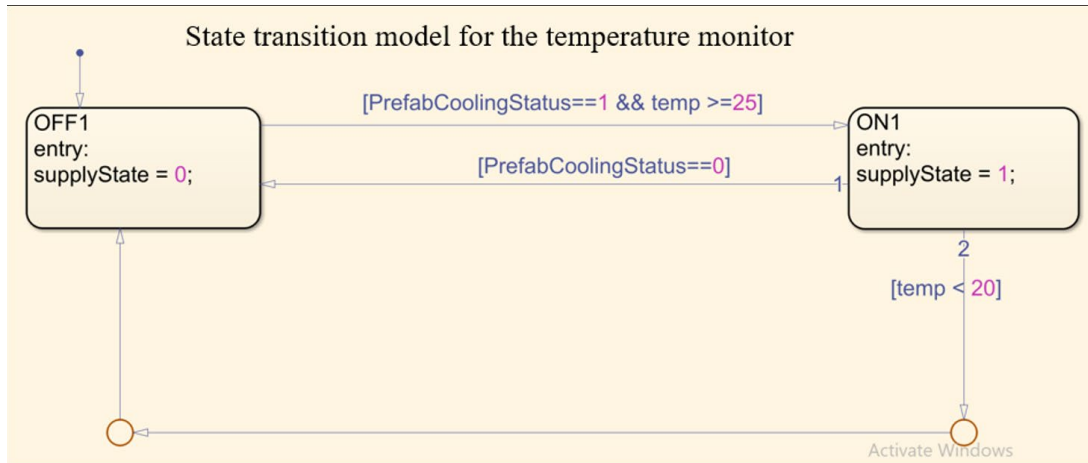 State transition model for the temperature monitor
[PrefabCoolingStatus==1 && temp >=25]
OFF1
entry:
supplyState = 0;
[PrefabCoolingStatus==0]
1
ON1
entry:
supplyState = 1;
2
[temp < 20]
Activate Windows